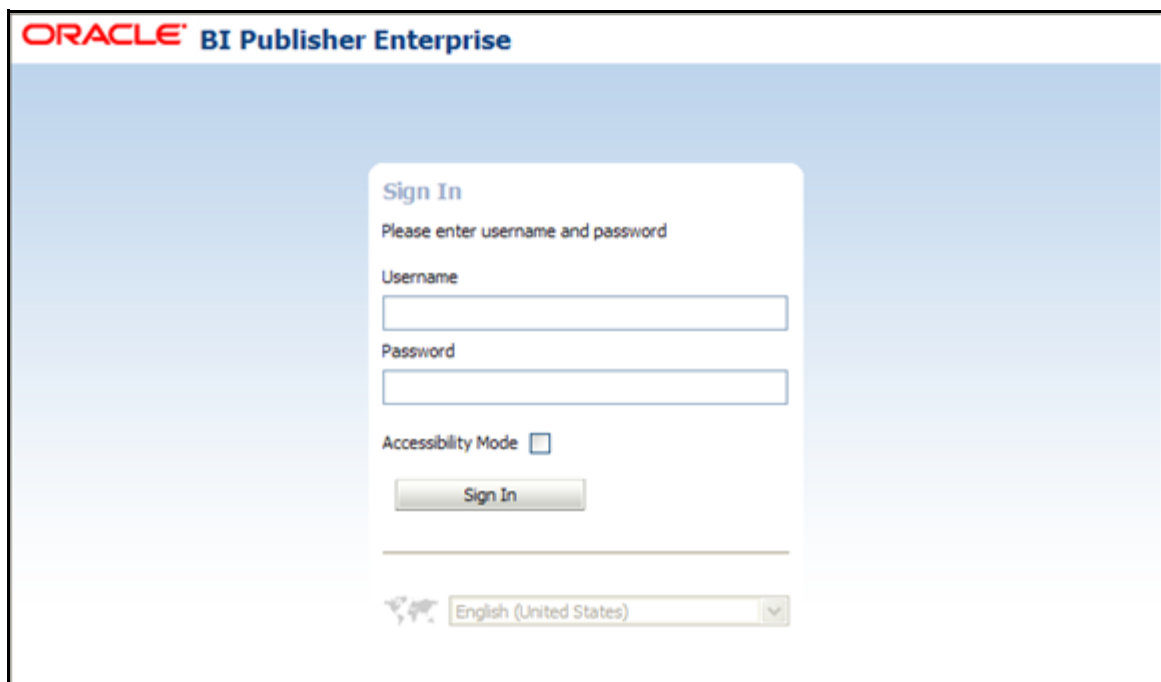 ORACLE BI Publisher Enterprise
Sign In
Please enter username and password
Username
Password
Accessibility Mode
Sign In
English (United States)